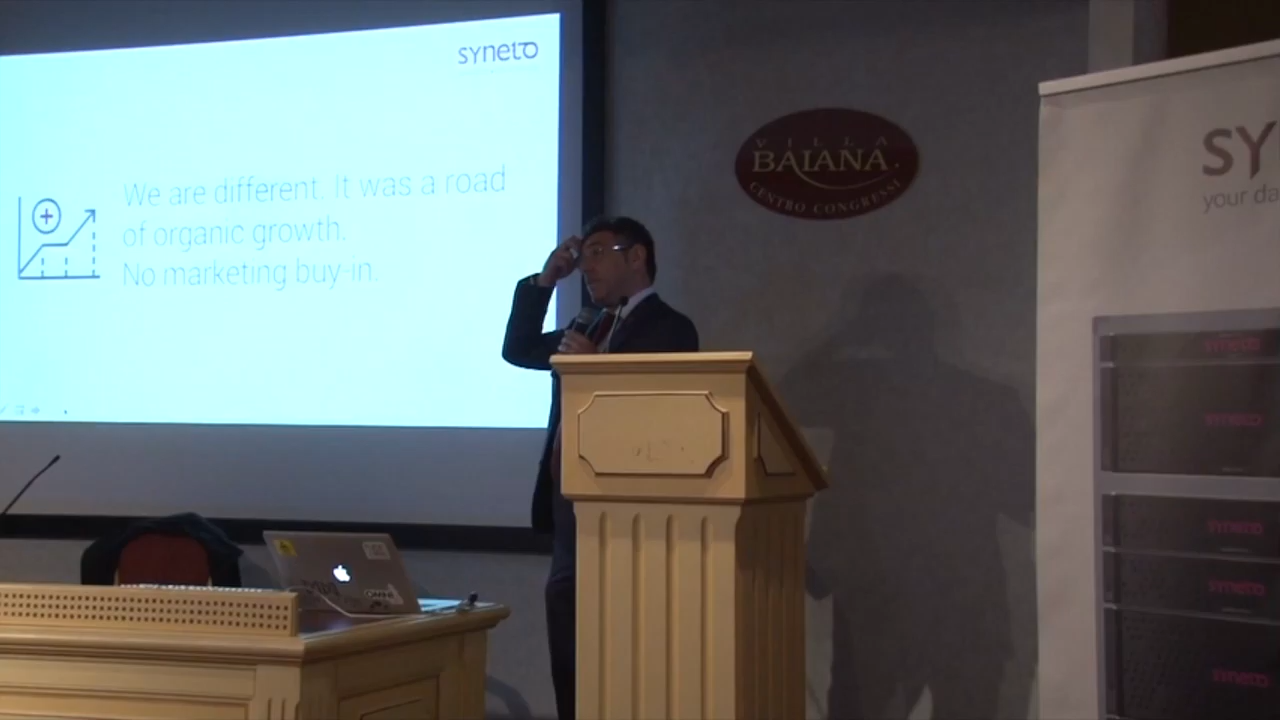 syneto
We are different. It was a road
of organic growth.
No marketing buy-in.
VILLA
BAIANA
CENTRO CONGRESSI
SY
your da
syneto
syneto
syneto
syneto
syneto
OMNI